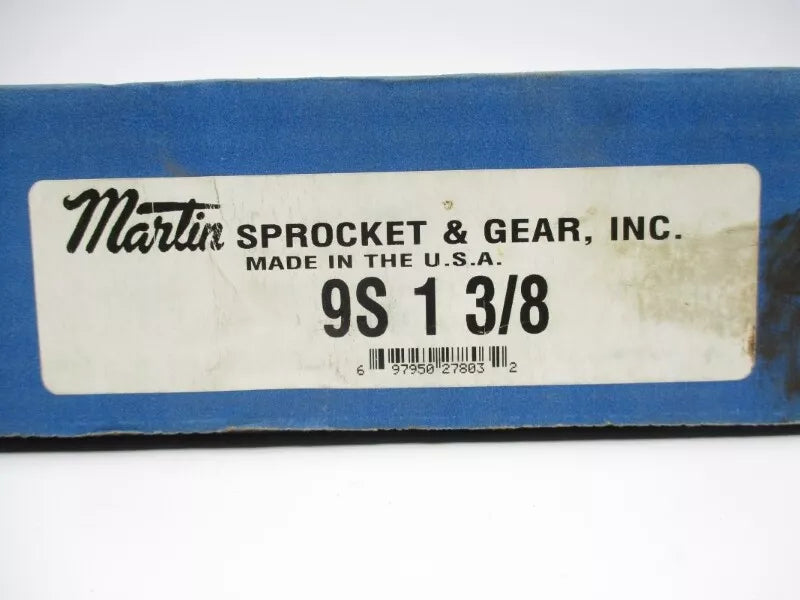 Martin SPROCKET & GEAR, INC.
MADE IN THE U.S.A.
9S 1 3/8
6 97950 27803 2